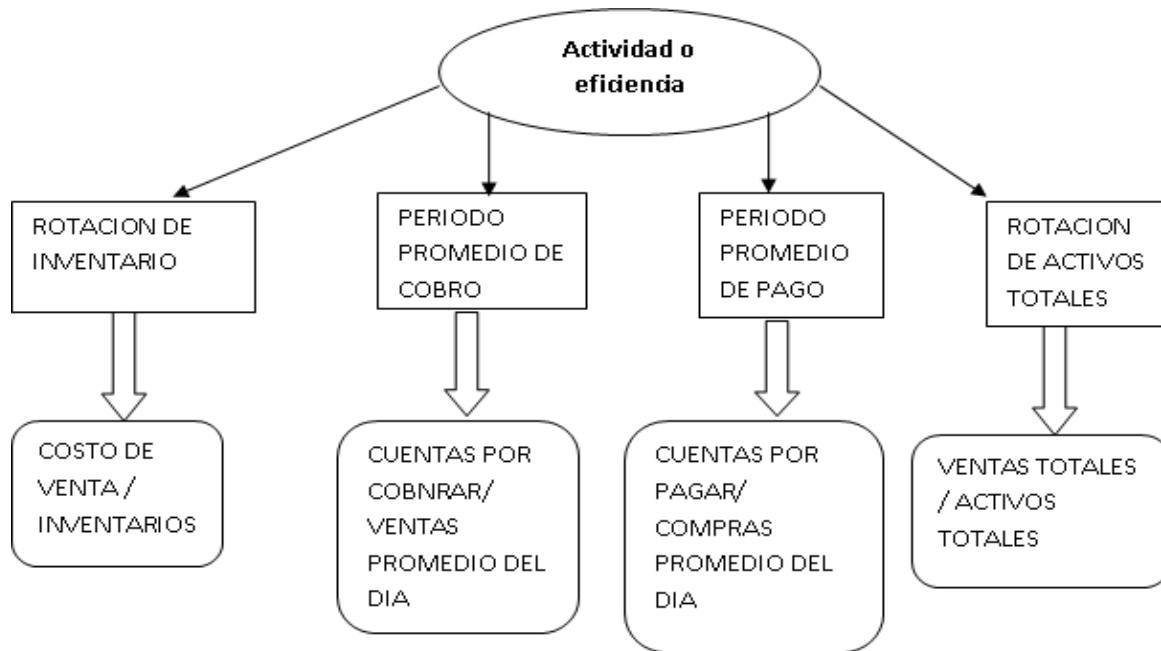 Actividad o
eficiencia
ROTACION DE
INVENTARIO
PERIODO
PROMEDIO DE
COBRO
PERIODO
PROMEDIO
DE PAGO
ROTACION
DE ACTIVOS
TOTALES
COSTO DE
VENTA /
INVENTARIOS
CUENTAS POR
COBNRAR/
VENTAS
PROMEDIO DEL
DIA
CUENTAS POR
PAGAR/
COMPRAS
PROMEDIO DEL
DIA
VENTAS TOTALES
/ ACTIVOS
TOTALES